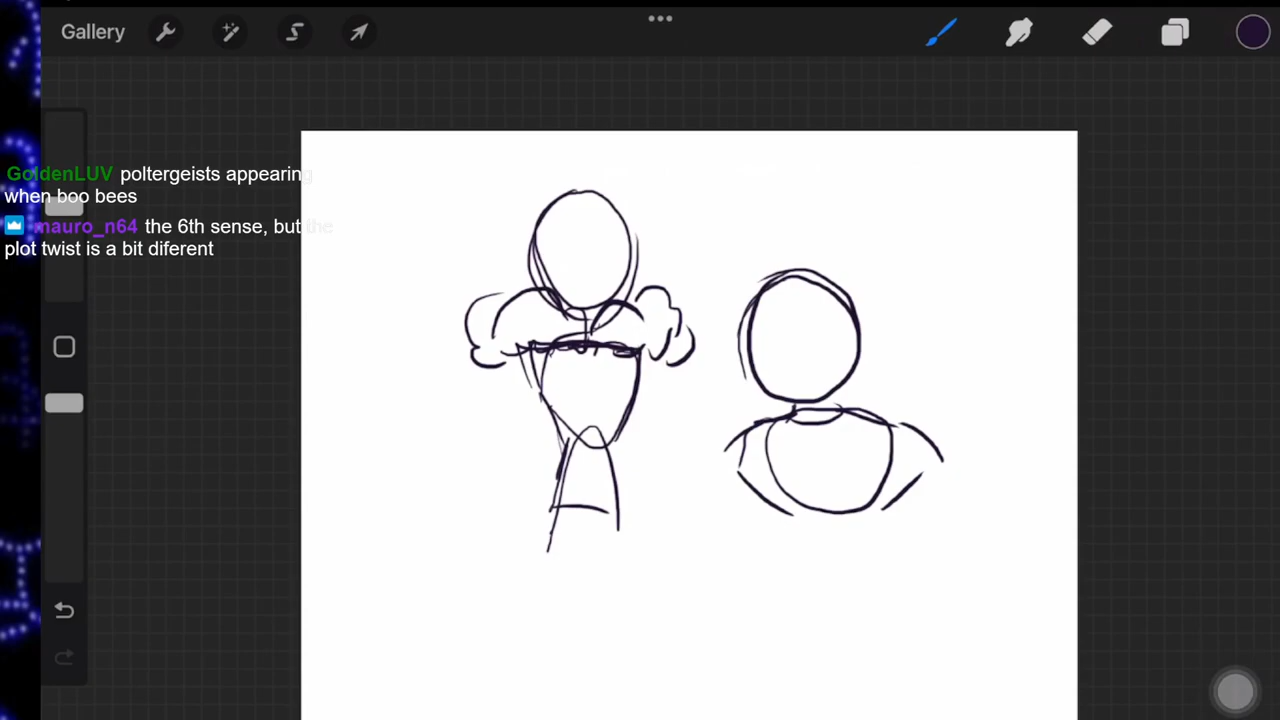 Gallery
GoldenLUV poltergeists appearing
when boo bees
mauro_n64 the 6th sense, but the
plot twist is a bit diferent